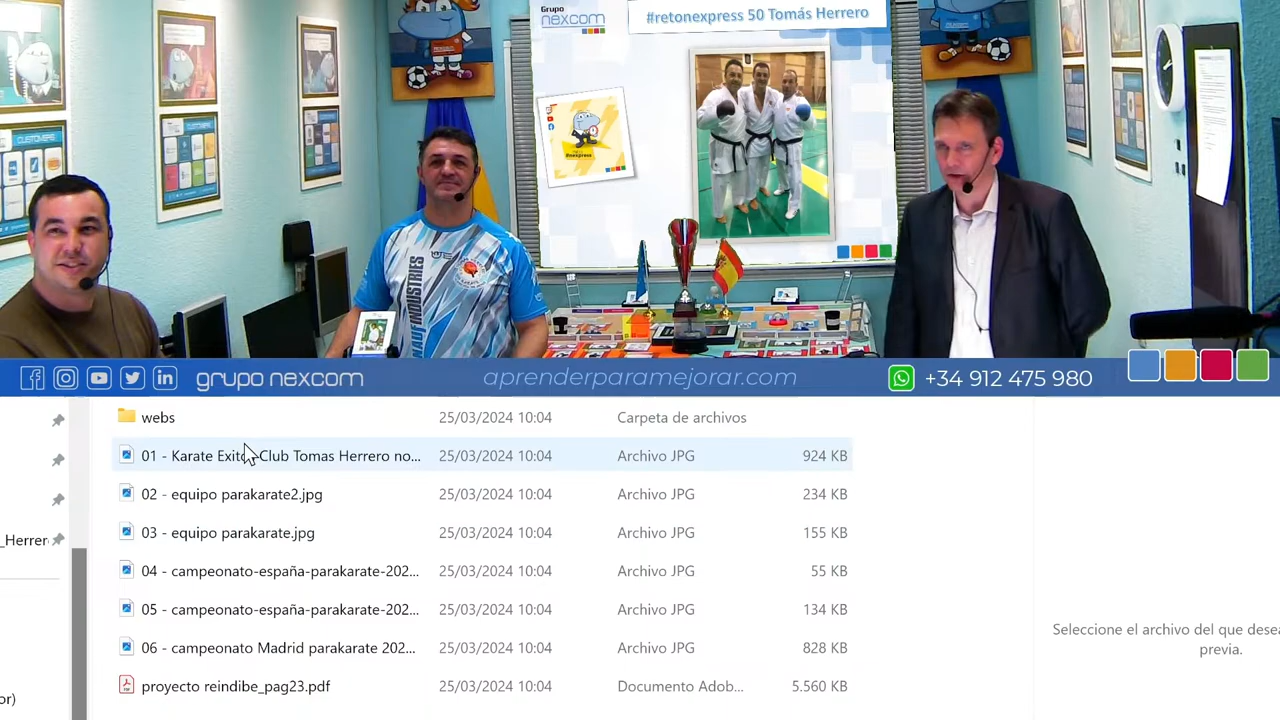 Grupo
nexcom
#retonexpress 50 Tomás Herrero
CUSTOMERS
KNAUF INDUSTRIES
grupo nexcom
aprenderparamejorar.com
+34 912 475 980
webs 25/03/2024 10:04 Carpeta de archivos
01 - Karate Exito-Club Tomas Herrero no... 25/03/2024 10:04 Archivo JPG 924 KB
02 - equipo parakarate2.jpg 25/03/2024 10:04 Archivo JPG 234 KB
03 - equipo parakarate.jpg 25/03/2024 10:04 Archivo JPG 155 KB
_Herrer
04 - campeonato-españa-parakarate-202... 25/03/2024 10:04 Archivo JPG 55 KB
05 - campeonato-españa-parakarate-202... 25/03/2024 10:04 Archivo JPG 134 KB
06 - campeonato Madrid parakarate 202... 25/03/2024 10:04 Archivo JPG 828 KB
proyecto reindibe_pag23.pdf 25/03/2024 10:04 Documento Adob... 5.560 KB
or)
Seleccione el archivo del que dese
previa.